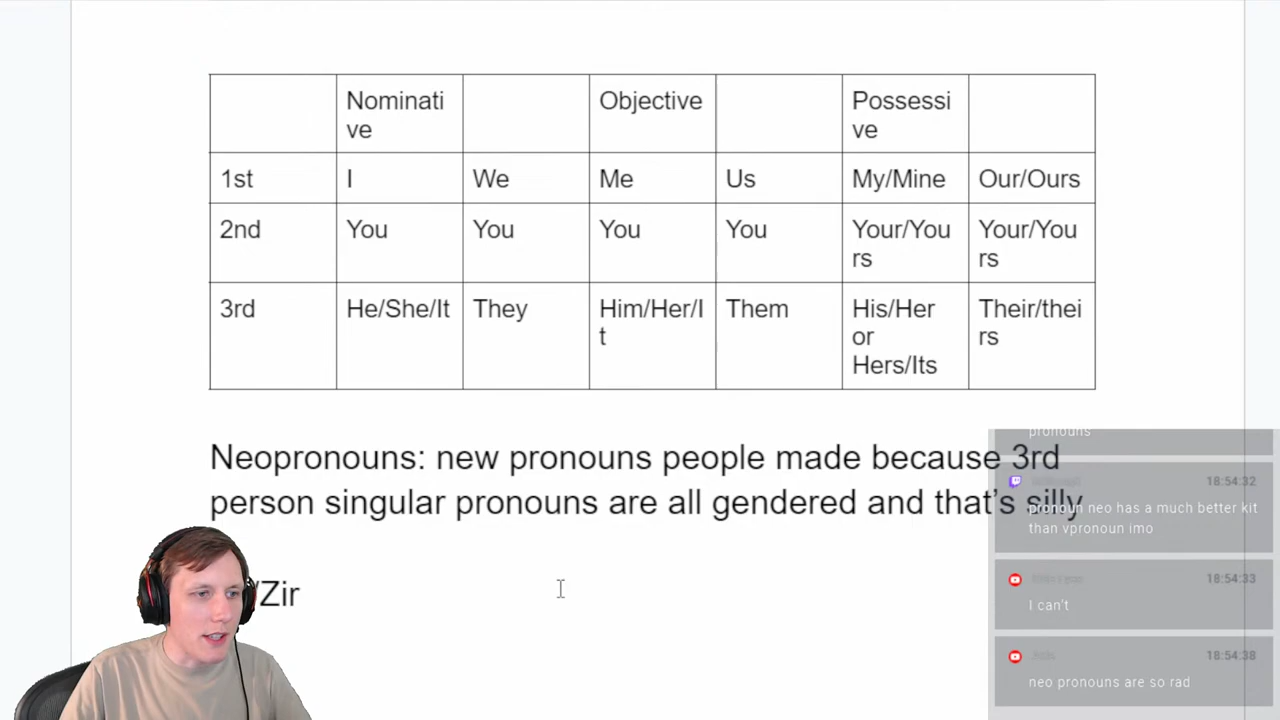 Nominati
ve
Objective
Possessi
ve
1st
I
We
Me
Us
My/Mine
Our/Ours
2nd
You
You
You
You
Your/You
rs
Your/You
rs
3rd
He/She/It
They
Him/Her/I
t
Them
His/Her
or
Hers/Its
Their/thei
rs
Neopronouns: new pronouns people made because 3rd
person singular pronouns are all gendered and that's silly
/Zir
pronouns
18:54:32
pronoun neo has a much better kit
than vpronoun imo
18:54:33
I can't
18:54:38
neo pronouns are so rad